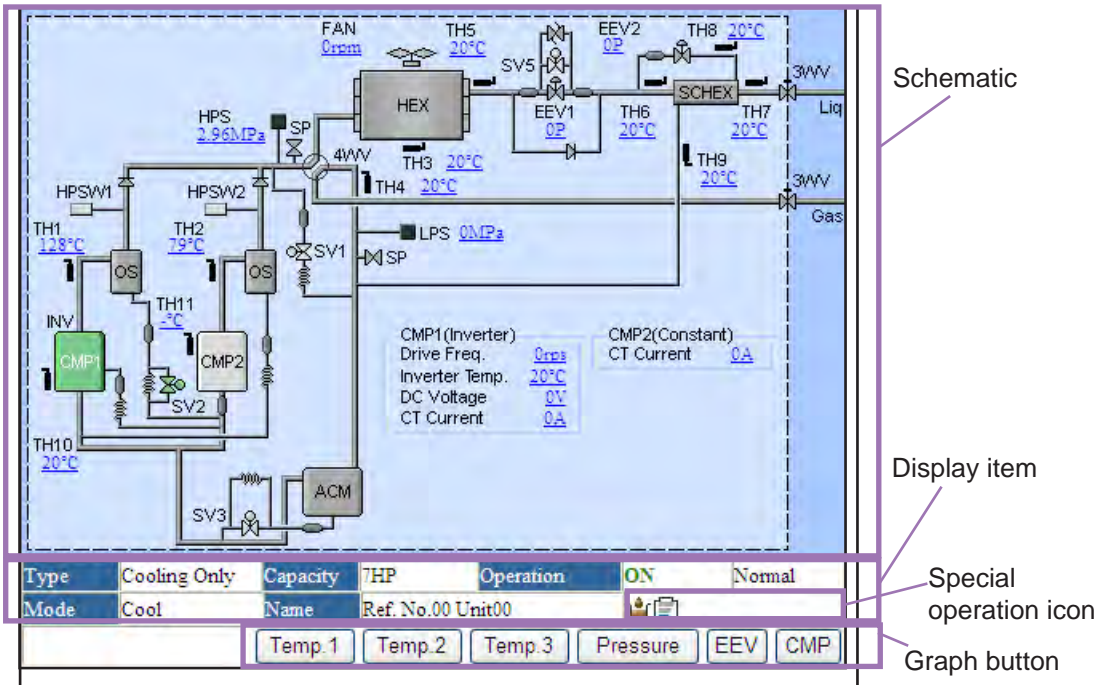 FAN
0rpm
TH5
20°C
EEV2
0P
TH8 20°C
SV5
3WV
Schematic
HEX
SCHEX
Liq
HPS
2.96MPa
SP
EEV1
0P
TH6
20°C
TH7
20°C
4WV
TH3 20°C
TH4 20°C
TH9
20°C
3WV
HPSW1
HPSW2
Gas
TH1
128°C
TH2
79°C
LPS 0MPa
OS
OS
SV1
SP
TH11
-°C
INV
CMP1
CMP2
SV2
CMP1(Inverter)
Drive Freq. 0rps
Inverter Temp. 20°C
DC Voltage 0V
CT Current 0A
CMP2(Constant)
CT Current 0A
TH10
20°C
Display item
ACM
SV3
Type Cooling Only Capacity 7HP Operation ON Normal
Mode Cool Name Ref. No.00 Unit00
Special
operation icon
Temp.1 Temp.2 Temp.3 Pressure EEV CMP
Graph button